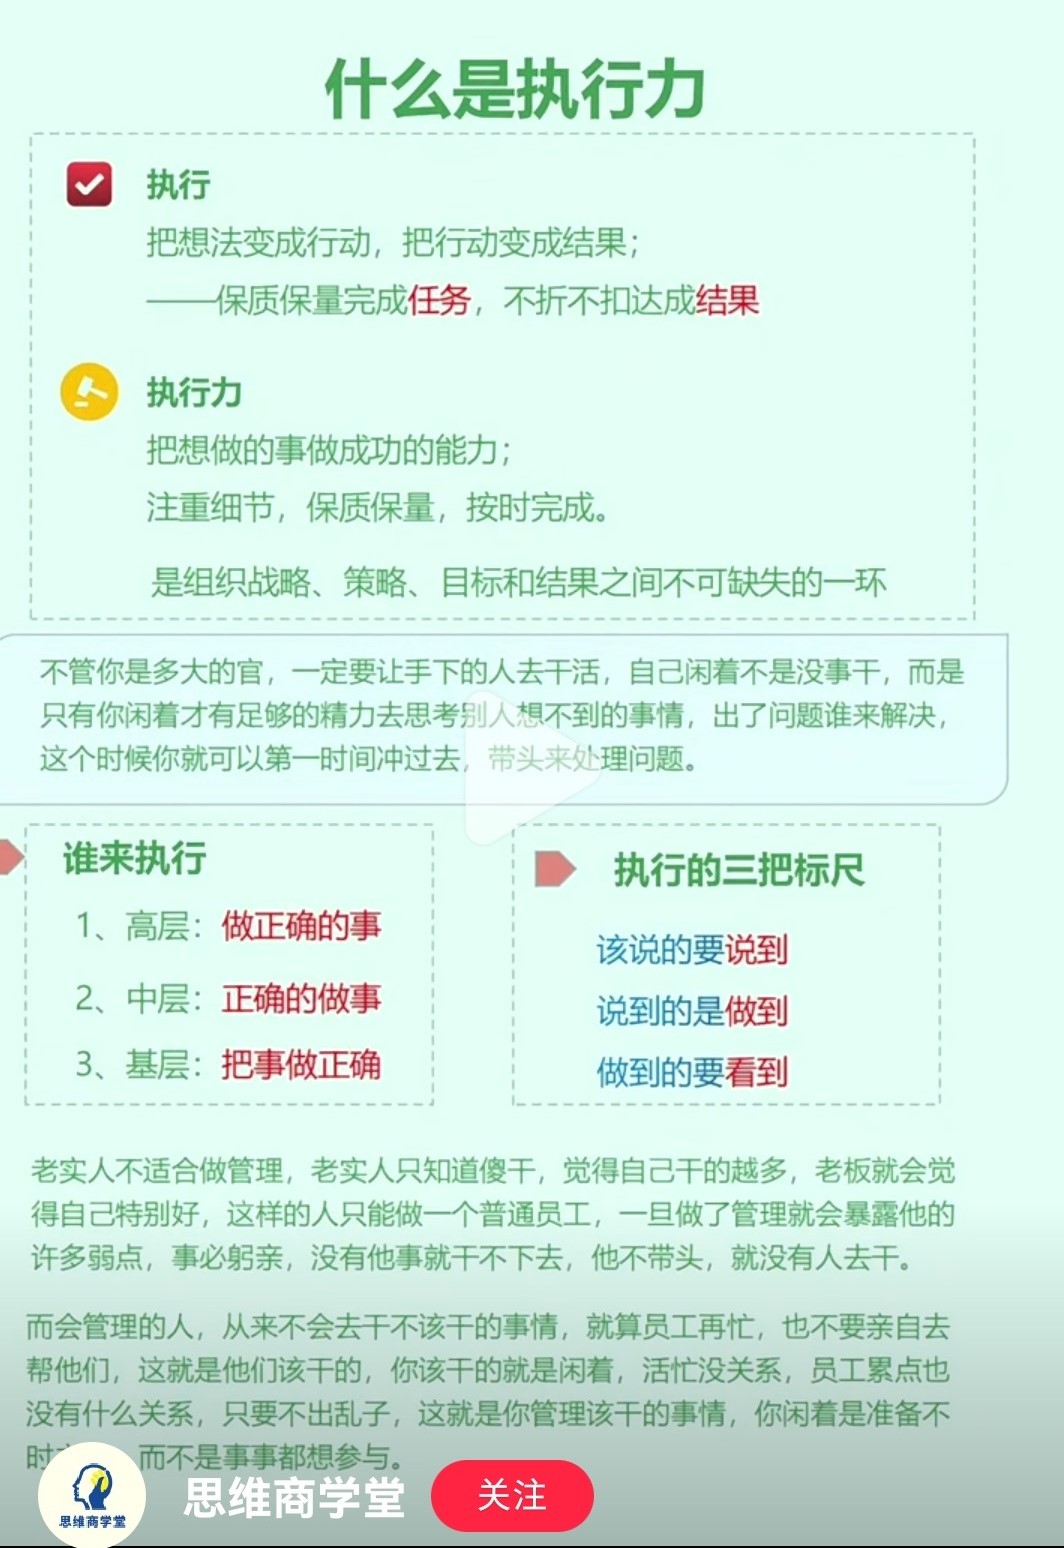 什么是执行力
执行
把想法变成行动，把行动变成结果；
——保质保量完成任务，不折不扣达成结果
执行力
把想做的事做成功的能力；
注重细节，保质保量，按时完成。
是组织战略、策略、目标和结果之间不可缺失的一环
不管你是多大的官，一定要让手下的人去干活，自己闲着不是没事干，而是
只有你闲着才有足够的精力去思考别人想不到的事情，出了问题谁来解决，
这个时候你就可以第一时间冲过去，带头来处理问题。
谁来执行
1、高层：做正确的事
2、中层：正确的做事
3、基层：把事做正确
执行的三把标尺
该说的要说到
说到的是做到
做到的要看到
老实人不适合做管理，老实人只知道傻干，觉得自己干的越多，老板就会觉
得自己特别好，这样的人只能做一个普通员工，一旦做了管理就会暴露他的
许多弱点，事必躬亲，没有他事就干不下去，他不带头，就没有人去干。
而会管理的人，从来不会去干不该干的事情，就算员工再忙，也不要亲自去
帮他们，这就是他们该干的，你该干的就是闲着，活忙没关系，员工累点也
没有什么关系，只要不出乱子，这就是你管理该干的事情，你闲着是准备不
时 而不是事事都想参与。
思维商学堂
思维商学堂
关注